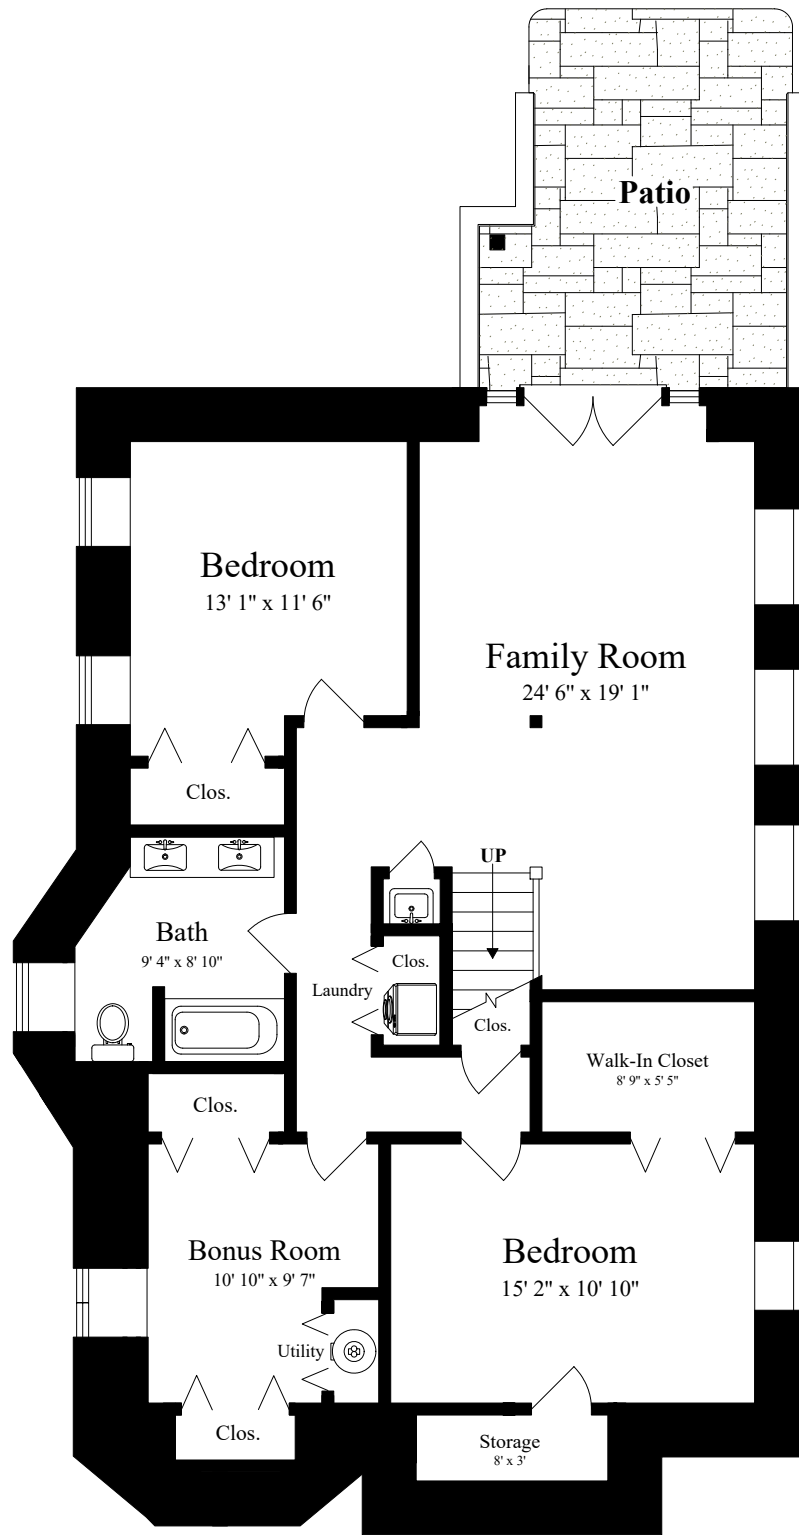 Patio
Bedroom
13' 1" x 11' 6"
Family Room
24' 6" x 19' 1"
Clos.
UP
Bath
9' 4" x 8' 10"
Clos.
Laundry
Clos.
Walk-In Closet
8' 9" x 5' 5"
Clos.
Bonus Room
10' 10" x 9' 7"
Bedroom
15' 2" x 10' 10"
Utility
Clos.
Storage
8' x 3'